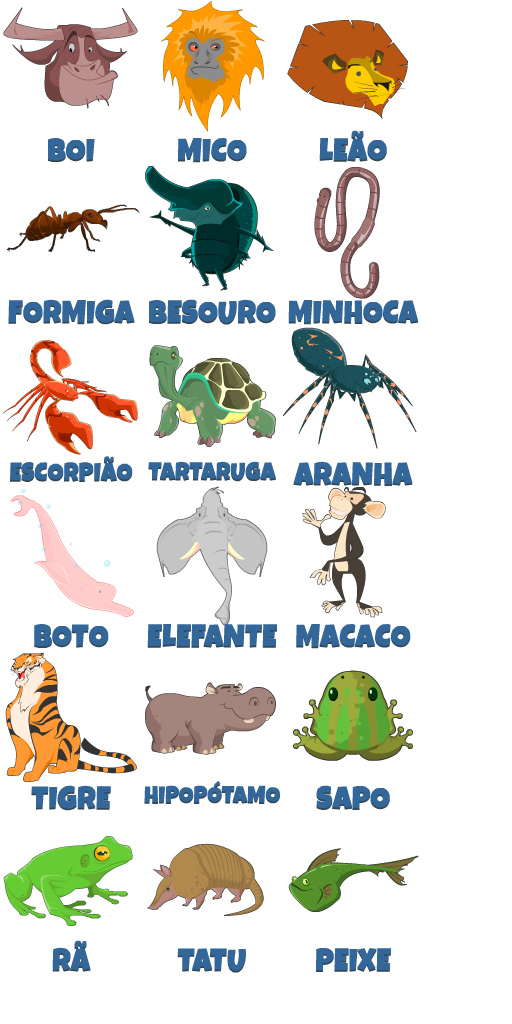 BOI MICO LEÃO
FORMIGA BESOURO MINHOCA
ESCORPIÃO TARTARUGA ARANHA
BOTO ELEFANTE MACACO
TIGRE HIPOPÓTAMO SAPO
RÃ TATU PEIXE